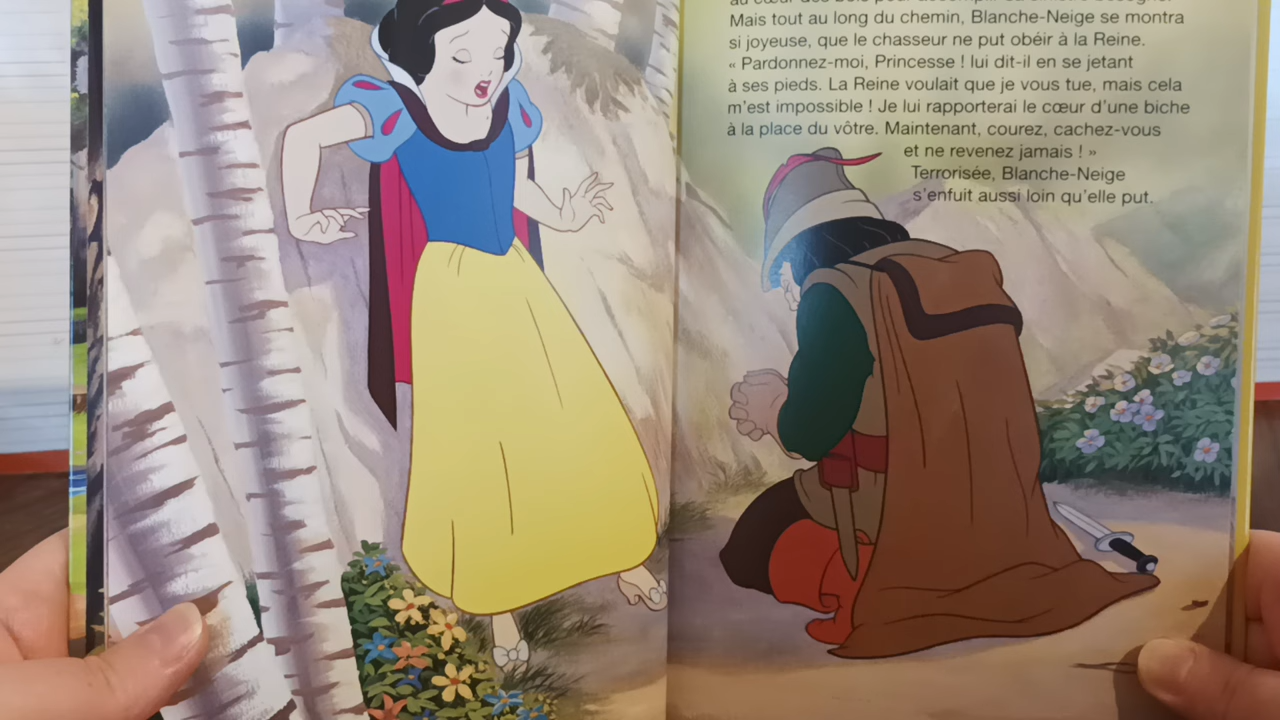 Mais tout au long du chemin, Blanche-Neige se montra
si joyeuse, que le chasseur ne put obéir à la Reine.
« Pardonnez-moi, Princesse ! lui dit-il en se jetant
à ses pieds. La Reine voulait que je vous tue, mais cela
m'est impossible ! Je lui rapporterai le cœur d'une biche
à la place du vôtre. Maintenant, courez, cachez-vous
et ne revenez jamais ! »
Terrorisée, Blanche-Neige
s'enfuit aussi loin qu'elle put.